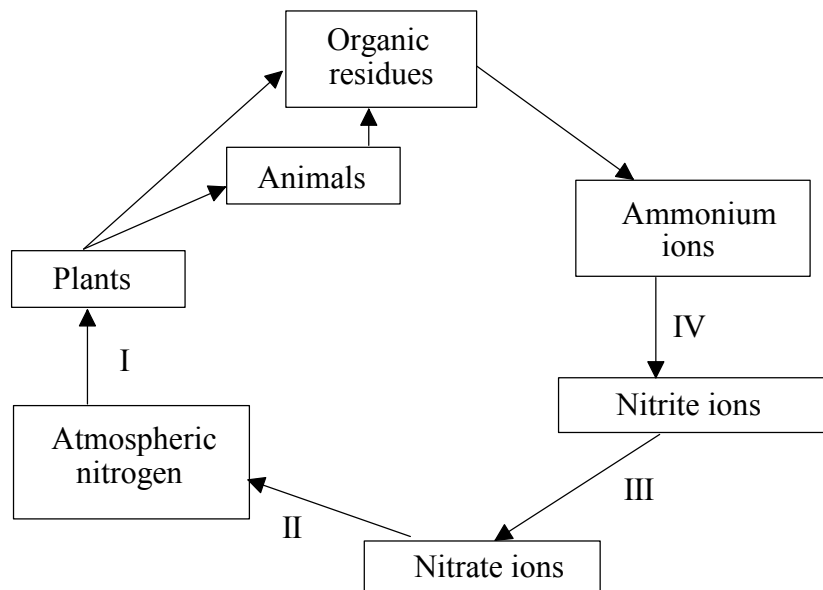 Organic
residues
Animals
Ammonium
ions
Plants
I
IV
Nitrite ions
Atmospheric
nitrogen
III
II
Nitrate ions